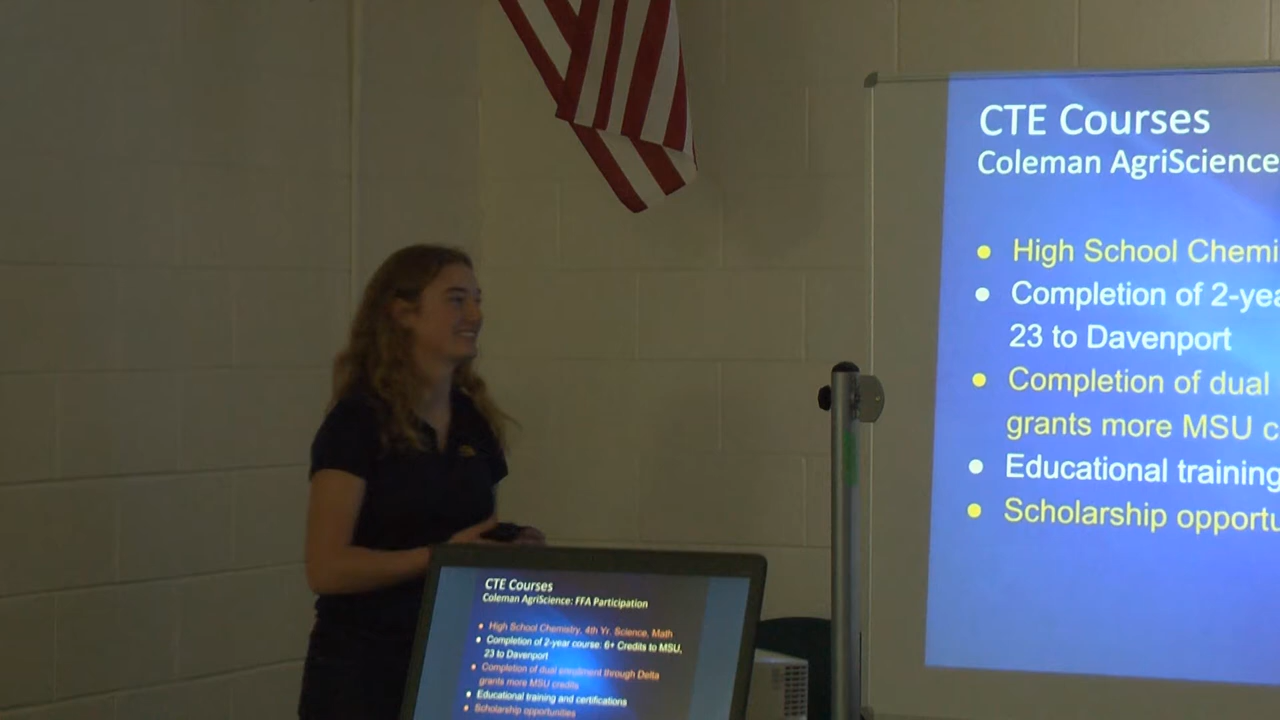 CTE Courses
Coleman AgriScience
High School Chemi
Completion of 2-yea
23 to Davenport
Completion of dual
grants more MSU c
Educational training
Scholarship opportu
CTE Courses
Coleman AgriScience: FFA Participation
High School Chemistry, 4th Yr. Science, Math
Completion of 2-year course: 6+ Credits to MSU,
23 to Davenport
Completion of dual enrollment through Delta
grants more MSU credits
Educational training and certifications
Scholarship opportunities